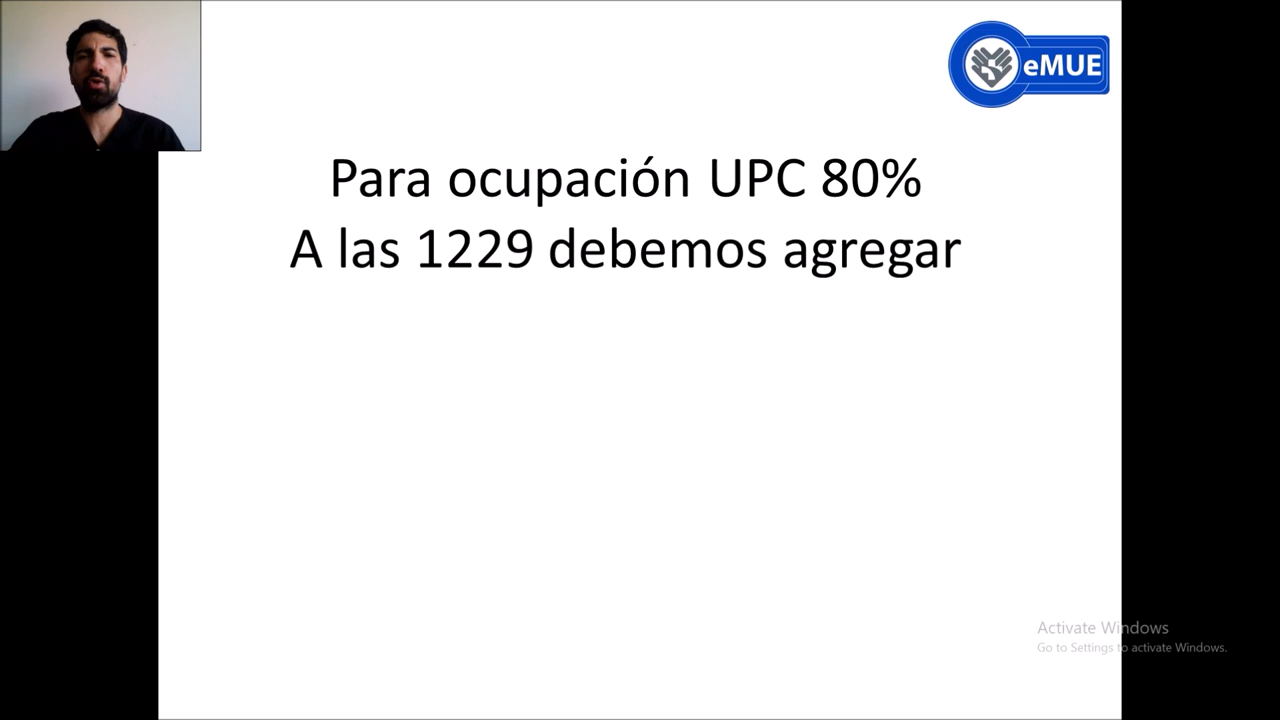 eMUE
Para ocupación UPC 80%
A las 1229 debemos agregar
Activate Windows
Go to Settings to activate Windows.